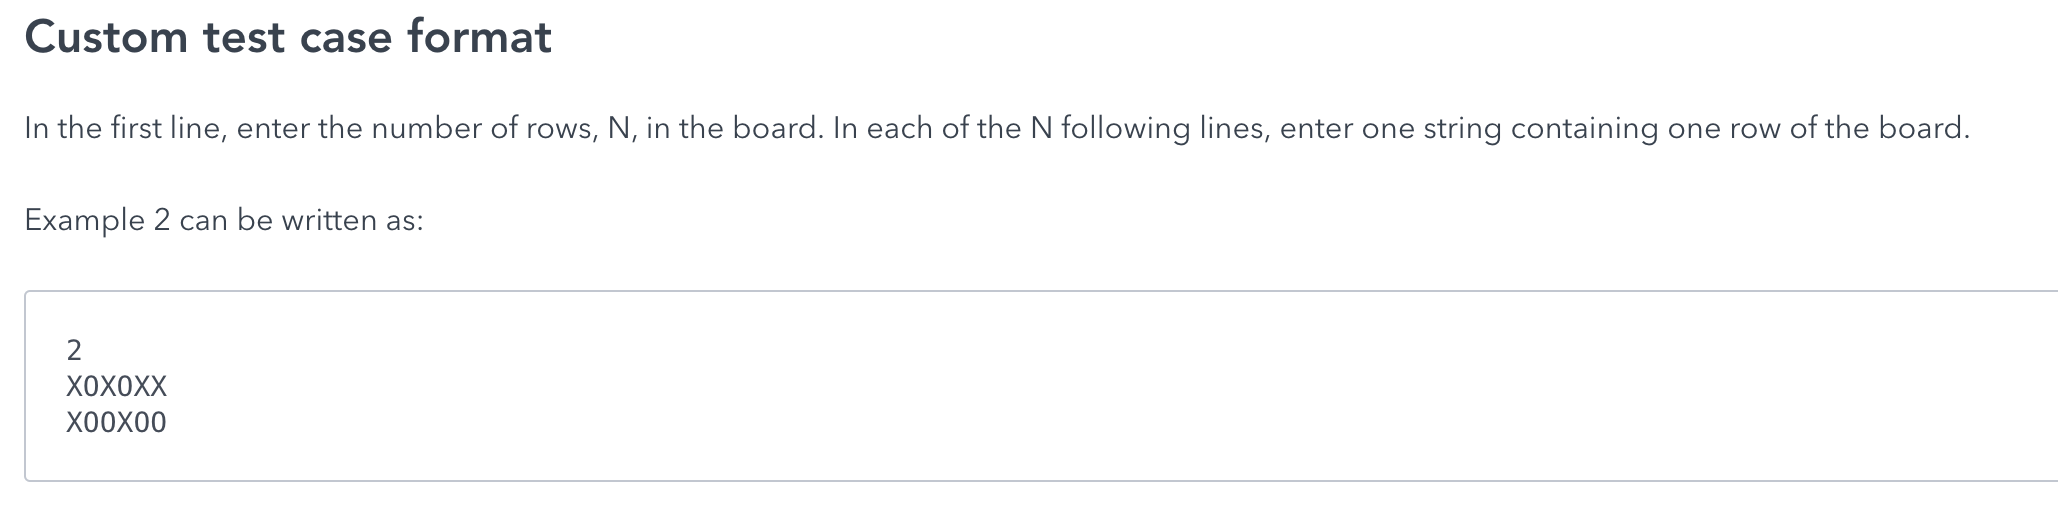 Custom test case format
In the first line, enter the number of rows, N, in the board. In each of the N following lines, enter one string containing one row of the board.
Example 2 can be written as:
2
X0X0XX
X00X00